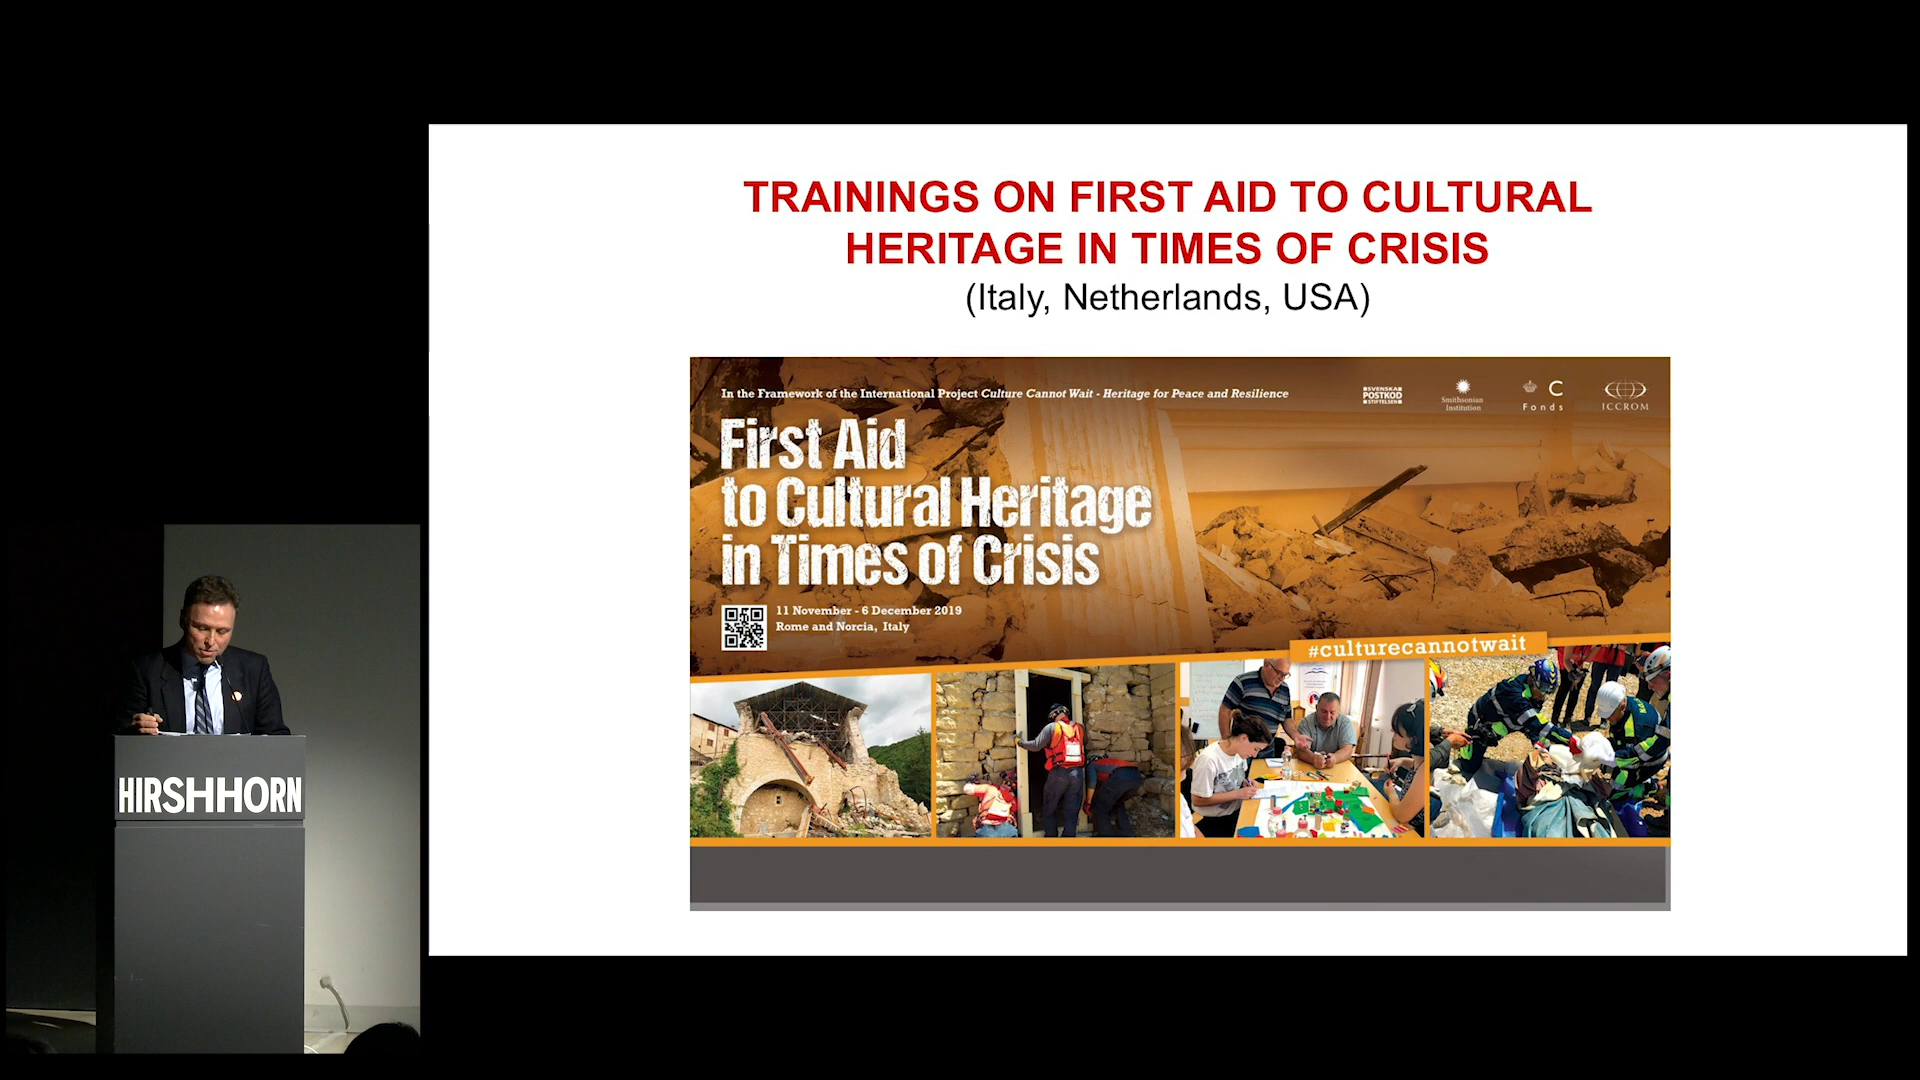 TRAININGS ON FIRST AID TO CULTURAL
HERITAGE IN TIMES OF CRISIS
(Italy, Netherlands, USA)
In the Framework of the International Project Culture Cannot Wait - Heritage for Peace and Resilience
SVENSKA
POSTKOD
STIFTELSEN
Smithsonian
Institution
C
Fonds
ICCROM
First Aid
to Cultural Heritage
in Times of Crisis
11 November - 6 December 2019
Rome and Norcia, Italy
#culturecannotwait
HIRSHHORN